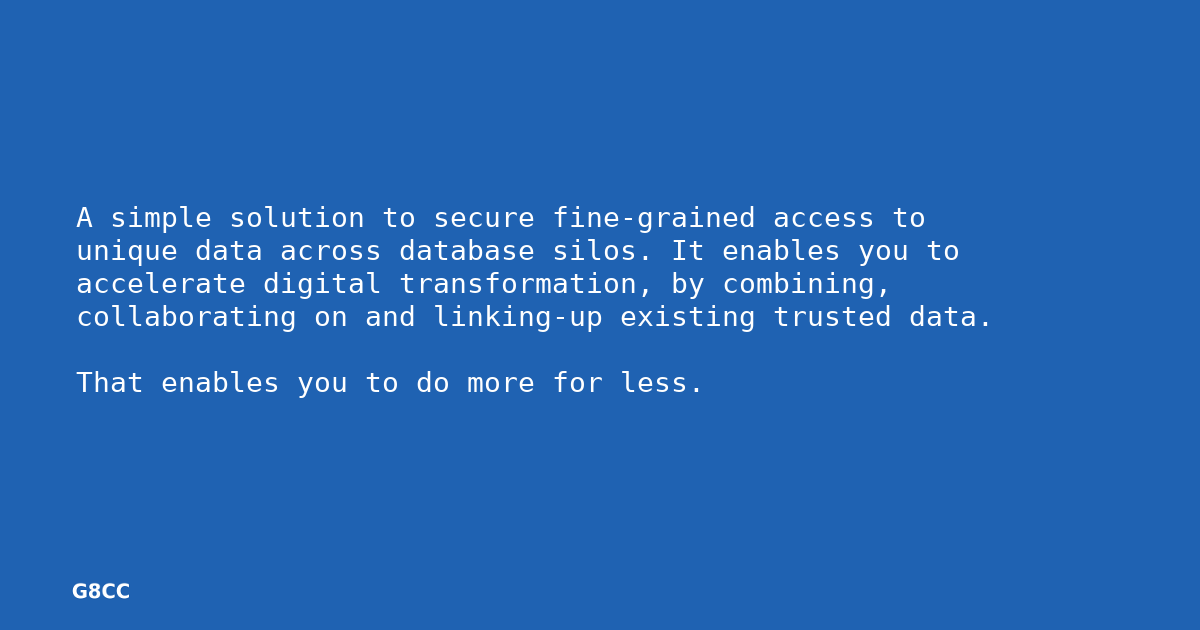 A simple solution to secure fine-grained access to
unique data across database silos. It enables you to
accelerate digital transformation, by combining,
collaborating on and linking-up existing trusted data.
That enables you to do more for less.
G8CC